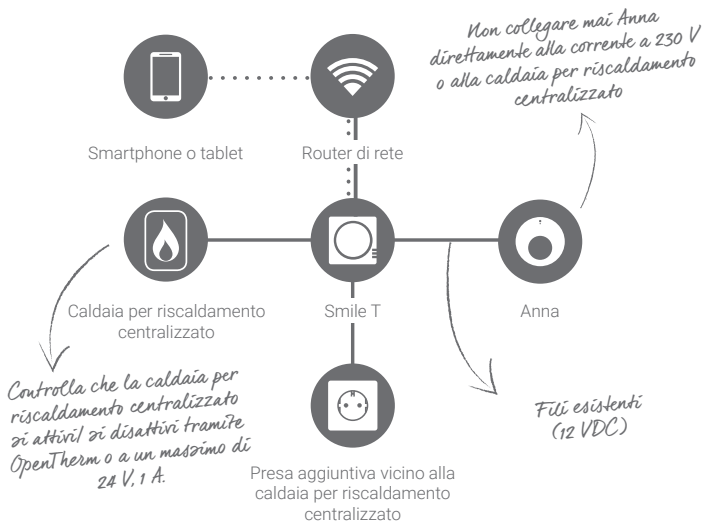 Non collegare mai Anna
direttamente alla corrente a 230 V
o alla caldaia per riscaldamento
centralizzato
Smartphone o tablet
Router di rete
Caldaia per riscaldamento
centralizzato
Smile T
Anna
Controlla che la caldaia per
riscaldamento centralizzato
si attivi/ si disattivi tramite
OpenTherm o a un massimo di
24 V, 1 A.
Fili esistenti
(12 VDC)
Presa aggiuntiva vicino alla
caldaia per riscaldamento
centralizzato